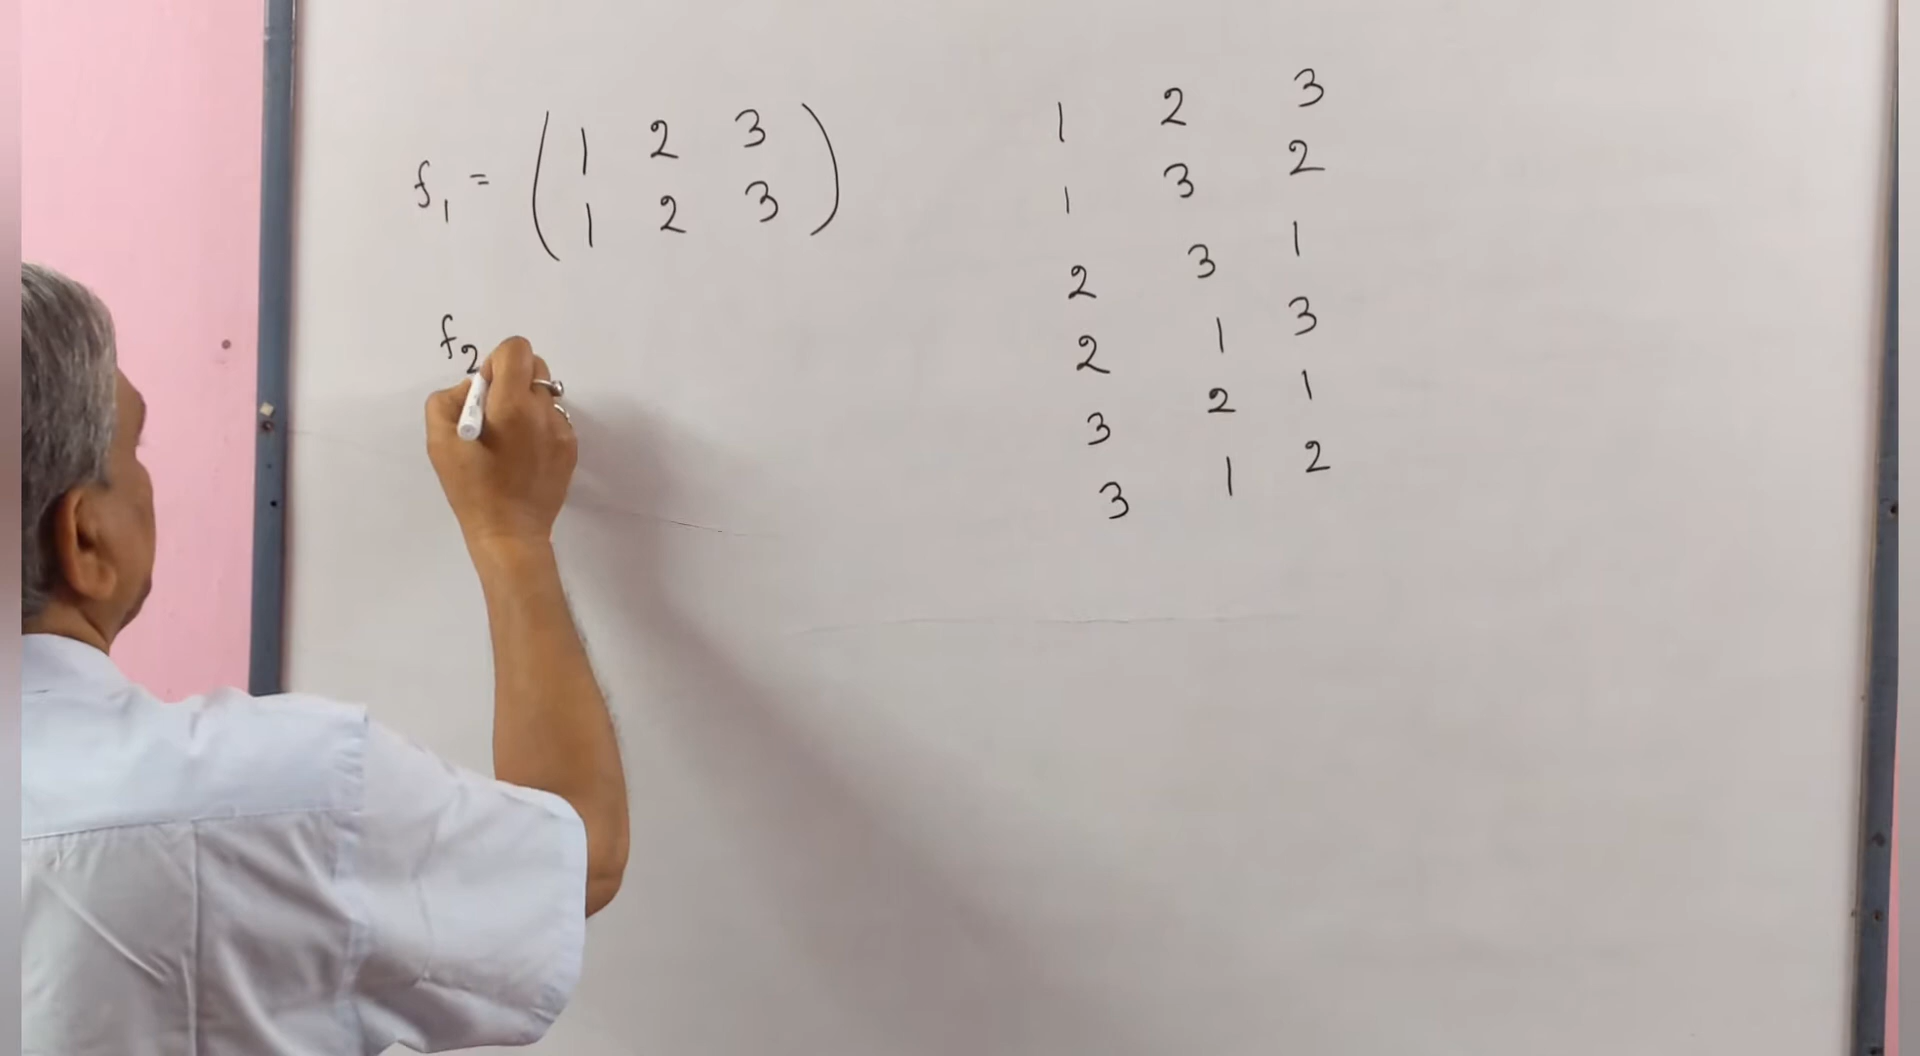 f₁ = ( 1 2 3 )
( 1 2 3 )
f₂
1 2 3
1 3 2
2 3 1
2 1 3
3 2 1
3 1 2